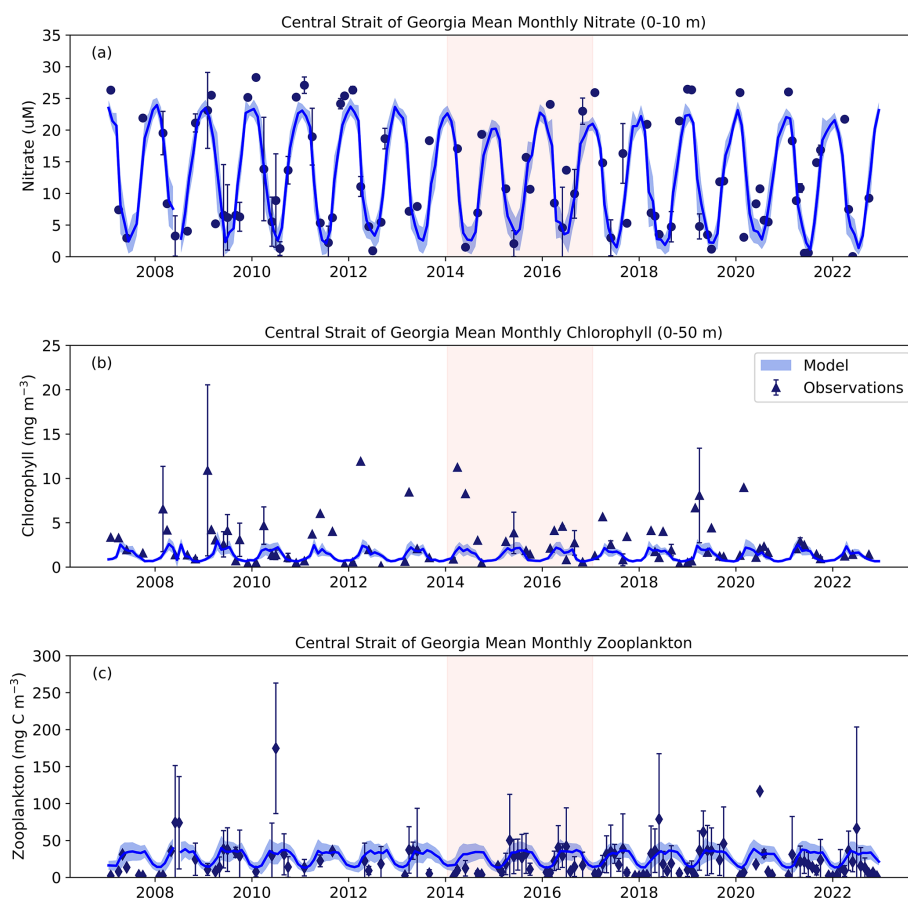 Central Strait of Georgia Mean Monthly Nitrate (0-10 m)
(a)
Nitrate (uM)
35
30
25
20
15
10
5
0
2008 2010 2012 2014 2016 2018 2020 2022
Central Strait of Georgia Mean Monthly Chlorophyll (0-50 m)
(b)
Chlorophyll (mg m⁻³)
25
20
15
10
5
0
Model
Observations
2008 2010 2012 2014 2016 2018 2020 2022
Central Strait of Georgia Mean Monthly Zooplankton
(c)
Zooplankton (mg C m⁻³)
300
250
200
150
100
50
0
2008 2010 2012 2014 2016 2018 2020 2022